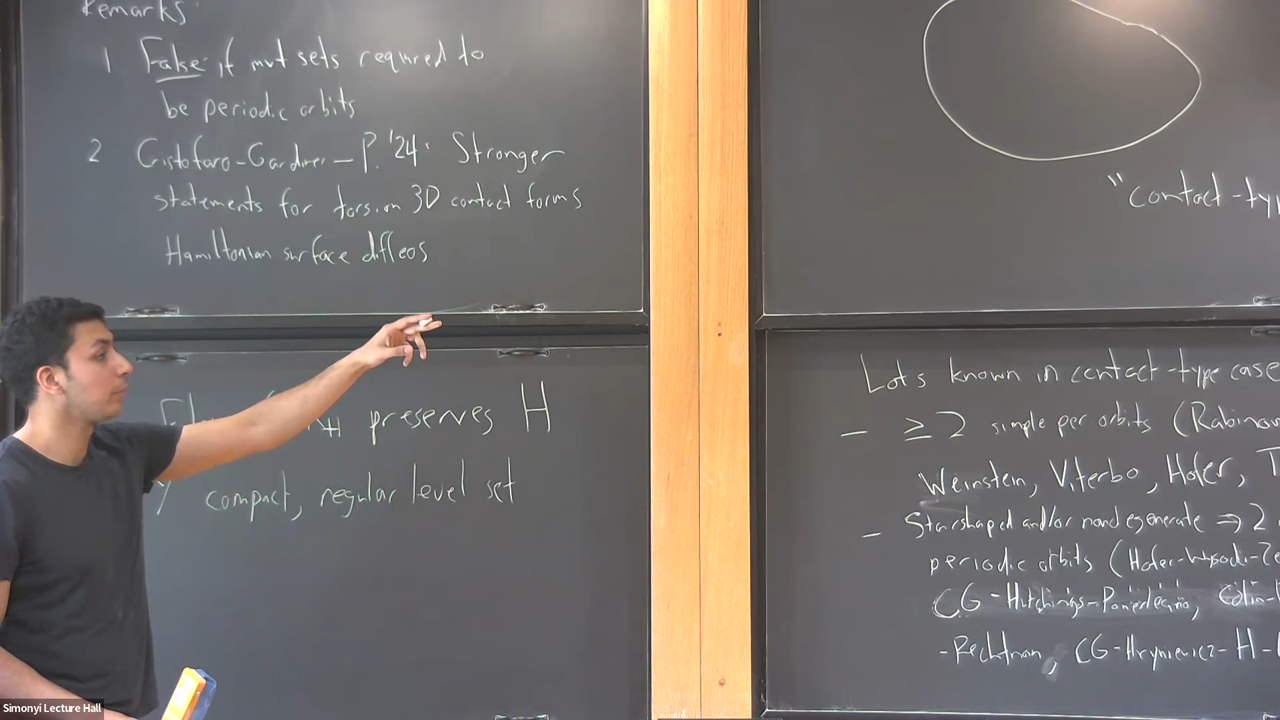 Remarks:
1 False if inv't sets required to
be periodic orbits
2 Cristofaro-Gardiner – P. '24: Stronger
statements for torsion 3D contact forms
Hamiltonian surface diffeos
preserves H
Y compact, regular level set
"contact-typ
Lots known in contact-type case
– ≥ 2 simple per orbits (Rabinow
Weinstein, Viterbo, Hofer, T
– Starshaped and/or nondegenerate ⇒ 2
periodic orbits (Hofer-Wysocki-Ze
CG-Hutchings-Pomerleano, Colin-
-Rechtman, CG-Hryniewicz-H-
Simonyi Lecture Hall